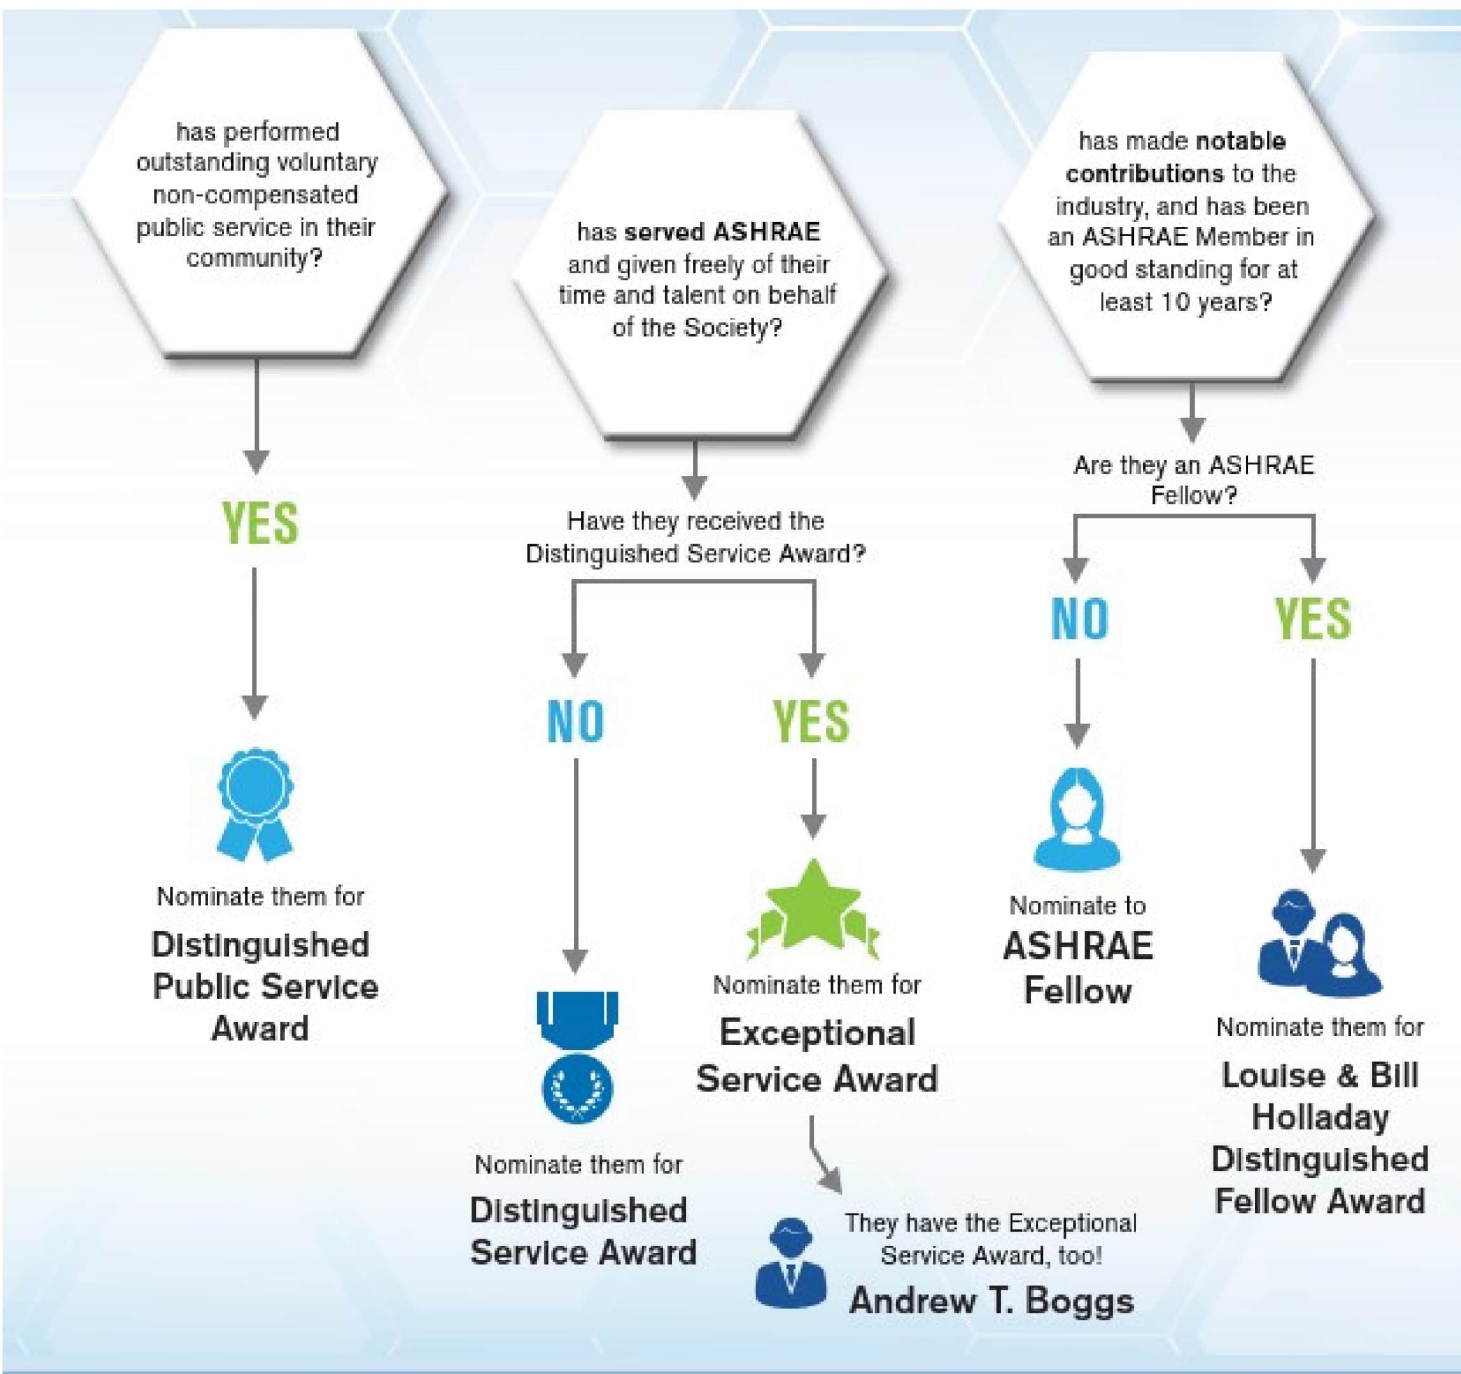 has performed
outstanding voluntary
non-compensated
public service in their
community?
YES
Nominate them for
Distinguished
Public Service
Award
has served ASHRAE
and given freely of their
time and talent on behalf
of the Society?
Have they received the
Distinguished Service Award?
NO
Nominate them for
Distinguished
Service Award
YES
Nominate them for
Exceptional
Service Award
They have the Exceptional
Service Award, too!
Andrew T. Boggs
has made notable
contributions to the
industry, and has been
an ASHRAE Member in
good standing for at
least 10 years?
Are they an ASHRAE
Fellow?
NO
Nominate to
ASHRAE
Fellow
YES
Nominate them for
Louise & Bill
Holladay
Distinguished
Fellow Award